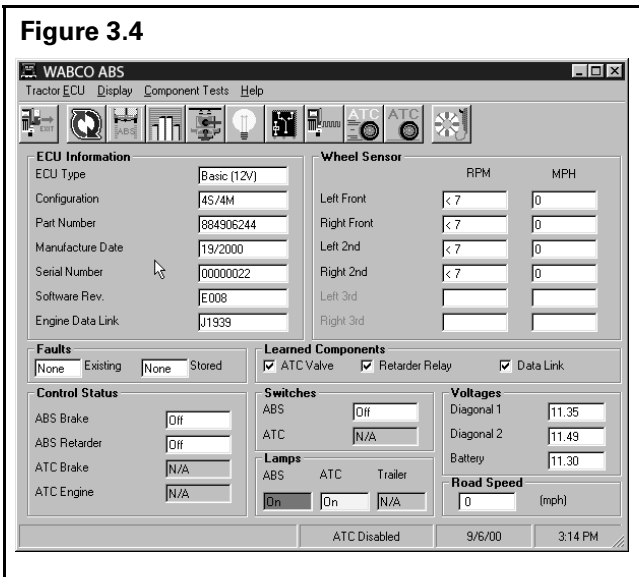 Figure 3.4
WABCO ABS
Tractor ECU Display Component Tests Help
EXIT ABS ATC ATC
ECU Information
ECU Type Basic (12V)
Configuration 4S/4M
Part Number 884906244
Manufacture Date 19/2000
Serial Number 00000022
Software Rev. E008
Engine Data Link J1939
Wheel Sensor
RPM MPH
Left Front < 7 0
Right Front < 7 0
Left 2nd < 7 0
Right 2nd < 7 0
Left 3rd
Right 3rd
Faults
None Existing None Stored
Learned Components
ATC Valve Retarder Relay Data Link
Control Status
ABS Brake Off
ABS Retarder Off
ATC Brake N/A
ATC Engine N/A
Switches
ABS Off
ATC N/A
Lamps
ABS ATC Trailer
On On N/A
Voltages
Diagonal 1 11.35
Diagonal 2 11.49
Battery 11.30
Road Speed
0 (mph)
ATC Disabled 9/6/00 3:14 PM